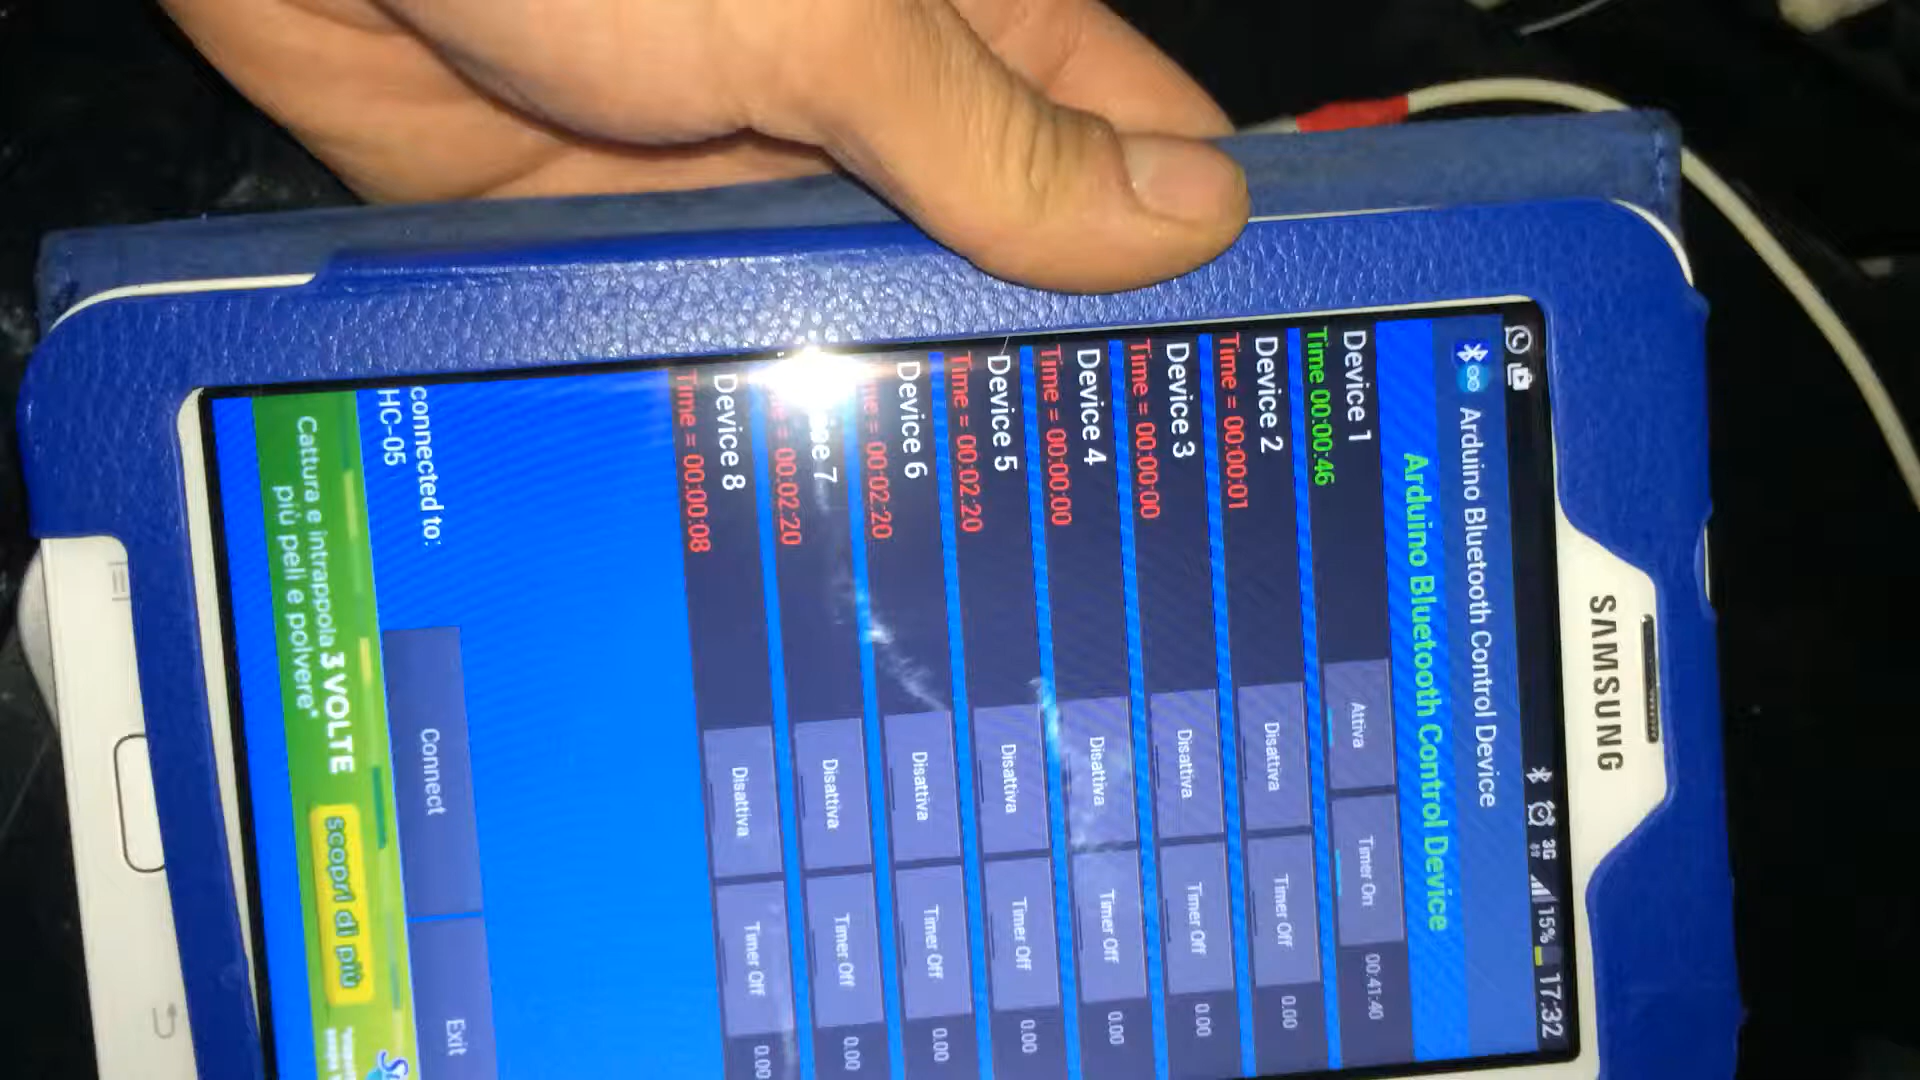 SAMSUNG
3G 15% 17:32
Arduino Bluetooth Control Device
Arduino Bluetooth Control Device
Device 1 Attiva Timer On 00:41:40
Time 00:00:46
Device 2 Disattiva Timer Off 0.00
Time = 00:00:01
Device 3 Disattiva Timer Off 0.00
Time = 00:00:00
Device 4 Disattiva Timer Off 0.00
Time = 00:00:00
Device 5 Disattiva Timer Off 0.00
Time = 00:02:20
Device 6 Disattiva Timer Off 0.00
= 00:02:20
7 Disattiva Timer Off 0.00
= 00:02:20
Device 8 Disattiva Timer Off 0.00
Time = 00:00:08
connected to:
HC-05 Connect Exit
Cattura e intrappola 3 VOLTE
più peli e polvere*
scopri di più